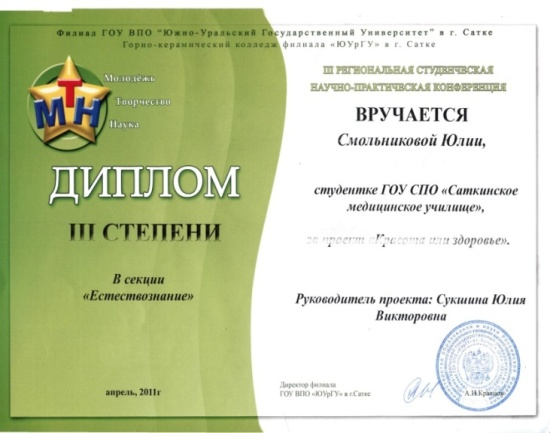 Филиал ГОУ ВПО "Южно-Уральский Государственный Университет" в г. Сатке
Горно-керамический колледж филиала «ЮУрГУ» в г. Сатке
МТН
Молодёжь
Творчество
Наука
ДИПЛОМ
III СТЕПЕНИ
В секции
«Естествознание»
апрель, 2011г
III РЕГИОНАЛЬНАЯ СТУДЕНЧЕСКАЯ
НАУЧНО-ПРАКТИЧЕСКАЯ КОНФЕРЕНЦИЯ
ВРУЧАЕТСЯ
Смольниковой Юлии,
студентке ГОУ СПО «Саткинское
медицинское училище»,
за проект «Красота или здоровье».
Руководитель проекта: Сукшина Юлия
Викторовна
Директор филиала
ГОУ ВПО «ЮУрГУ» в г.Сатке